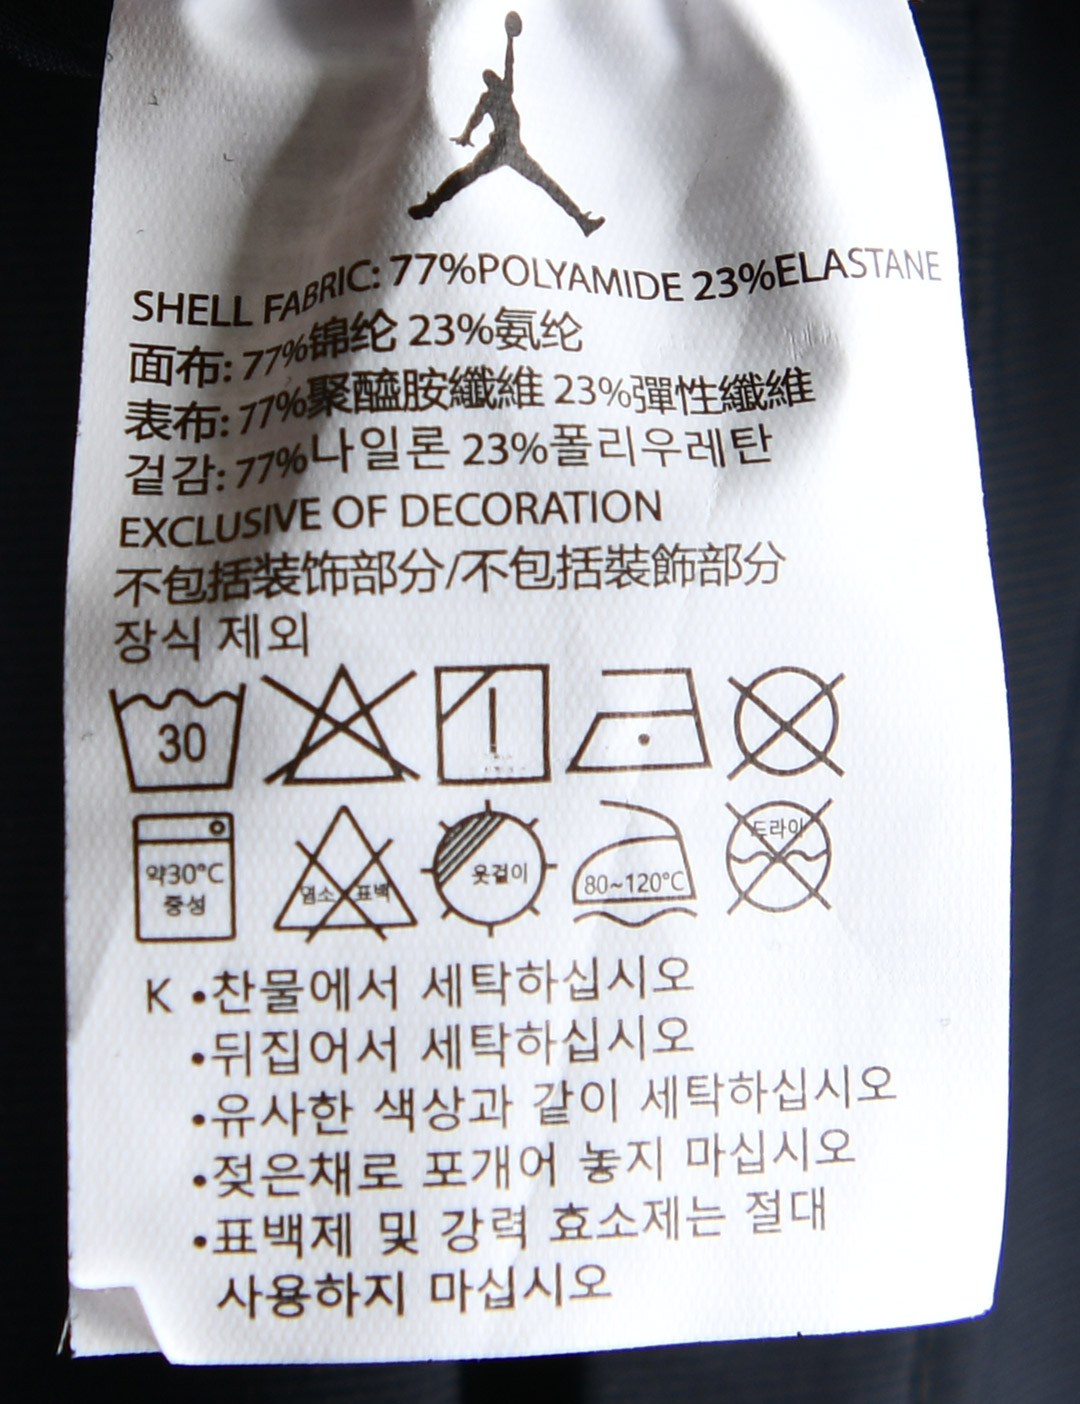 SHELL FABRIC: 77%POLYAMIDE 23%ELASTANE
面布: 77%锦纶 23%氨纶
表布: 77%聚醯胺纖維 23%彈性纖維
겉감: 77%나일론 23%폴리우레탄
EXCLUSIVE OF DECORATION
不包括装饰部分/不包括裝飾部分
장식 제외
30
약30°C 중성
염소 표백
옷걸이
80~120°C
드라이
K •찬물에서 세탁하십시오
•뒤집어서 세탁하십시오
•유사한 색상과 같이 세탁하십시오
•젖은채로 포개어 놓지 마십시오
•표백제 및 강력 효소제는 절대
사용하지 마십시오